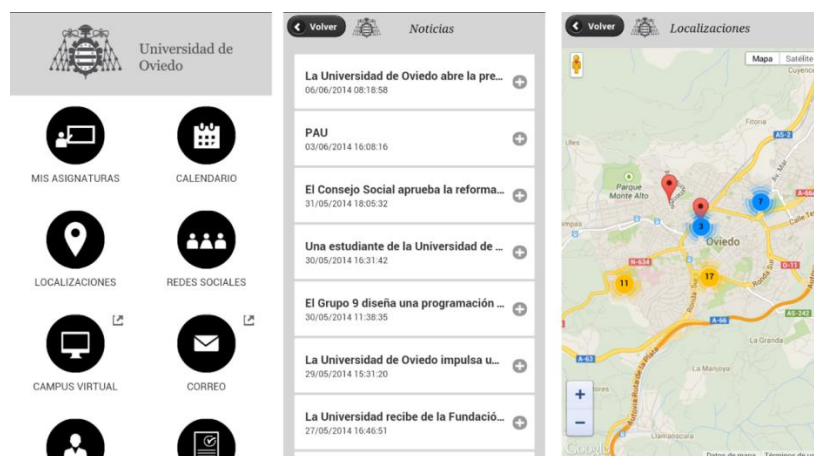 Universidad de
Oviedo
MIS ASIGNATURAS
CALENDARIO
LOCALIZACIONES
REDES SOCIALES
CAMPUS VIRTUAL
CORREO
Volver
Noticias
La Universidad de Oviedo abre la pre...
06/06/2014 08:18:58
PAU
03/06/2014 16:08:16
El Consejo Social aprueba la reforma...
31/05/2014 18:05:32
Una estudiante de la Universidad de ...
30/05/2014 16:31:42
El Grupo 9 diseña una programación ...
30/05/2014 11:38:35
La Universidad de Oviedo impulsa u...
29/05/2014 15:31:20
La Universidad recibe de la Fundació...
27/05/2014 16:46:51
Volver
Localizaciones
Mapa Satélite
Fitoria
AS-2
Ules
Parque
Monte Alto
7
3
Oviedo
N-634
11
17
D-11
Ronda Sur
A-66
AS-242
La Granda
A-63
La Manjoya
Llamaoscura
+
−
Google
Datos de mapa